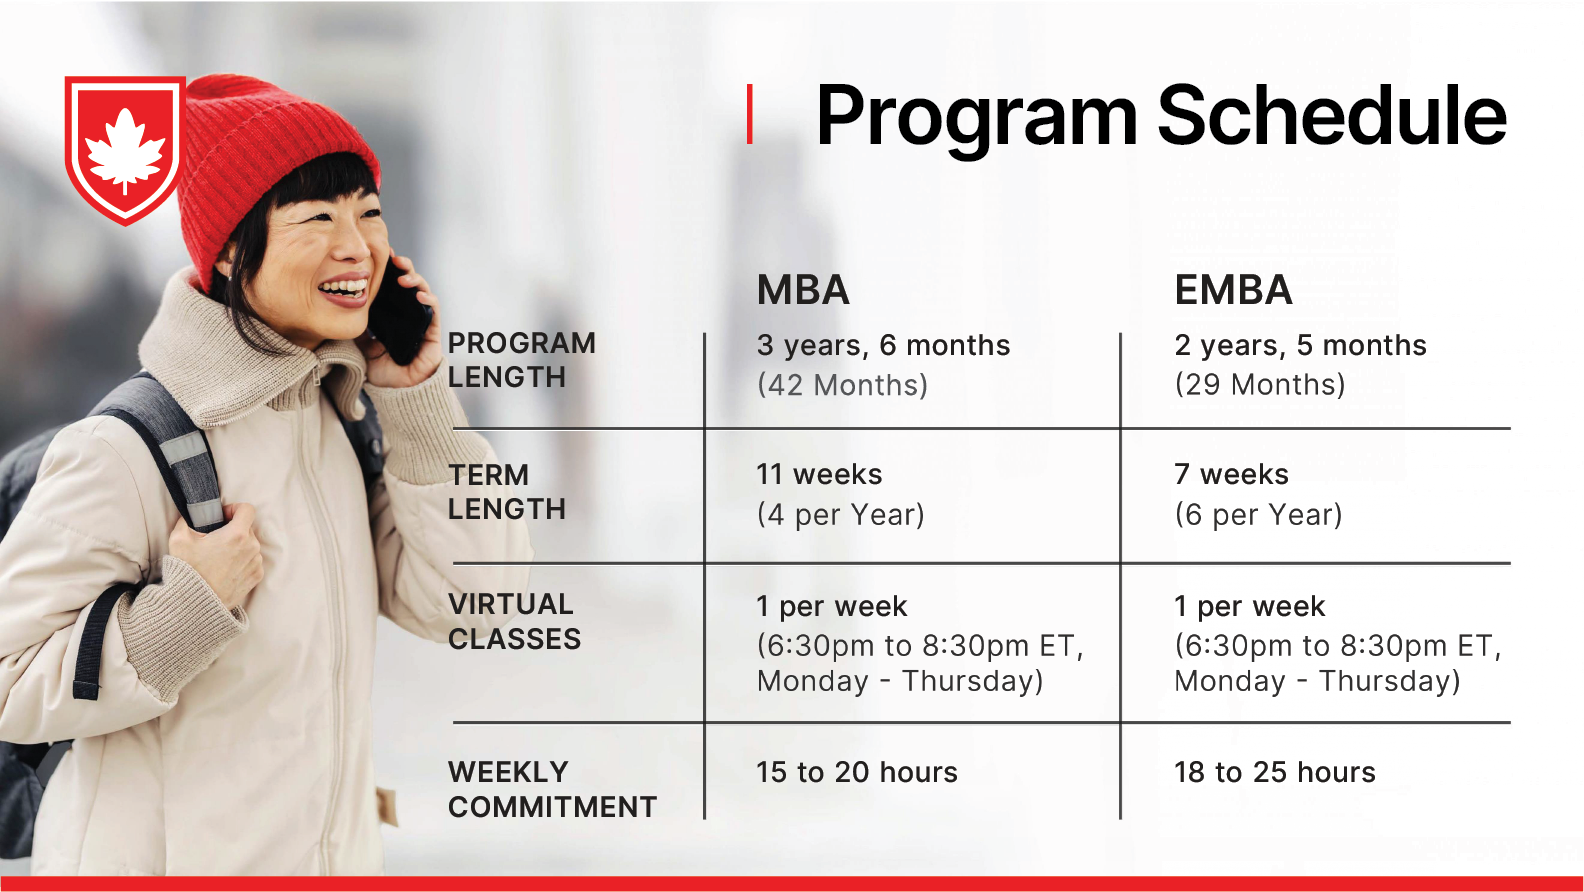 Program Schedule
MBA
EMBA
PROGRAM
LENGTH
3 years, 6 months
(42 Months)
2 years, 5 months
(29 Months)
TERM
LENGTH
11 weeks
(4 per Year)
7 weeks
(6 per Year)
VIRTUAL
CLASSES
1 per week
(6:30pm to 8:30pm ET,
Monday - Thursday)
1 per week
(6:30pm to 8:30pm ET,
Monday - Thursday)
WEEKLY
COMMITMENT
15 to 20 hours
18 to 25 hours